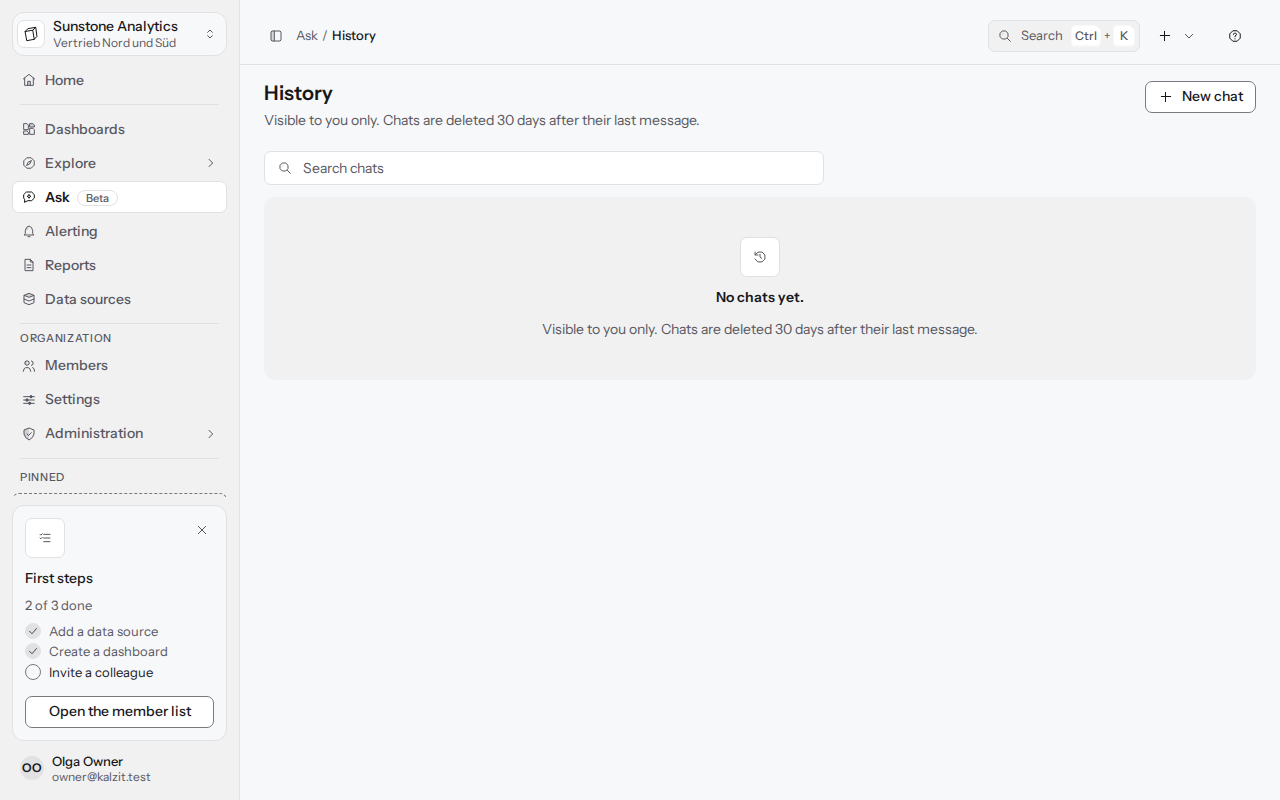 Sunstone Analytics
Vertrieb Nord und Süd
Home
Dashboards
Explore
Ask Beta
Alerting
Reports
Data sources
ORGANIZATION
Members
Settings
Administration
PINNED
First steps
2 of 3 done
Add a data source
Create a dashboard
Invite a colleague
Open the member list
OO Olga Owner
owner@kalzit.test
Ask / History
Search Ctrl + K
History
Visible to you only. Chats are deleted 30 days after their last message.
New chat
Search chats
No chats yet.
Visible to you only. Chats are deleted 30 days after their last message.